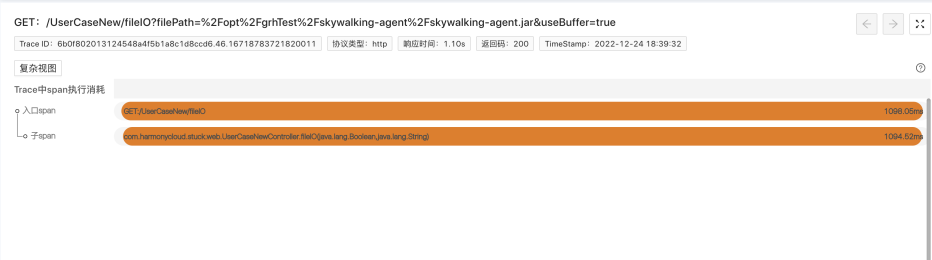 GET：/UserCaseNew/fileIO?filePath=%2Fopt%2FgrhTest%2Fskywalking-agent%2Fskywalking-agent.jar&useBuffer=true
Trace ID：6b0f802013124548a4f5b1a8c1d8ccd6.46.16718783721820011 协议类型：http 响应时间：1.10s 返回码：200 TimeStamp：2022-12-24 18:39:32
复杂视图
Trace中span执行消耗
入口span GET:/UserCaseNew/fileIO 1096.05ms
子span com.harmonycloud.stuck.web.UserCaseNewController.fileIO(java.lang.Boolean,java.lang.String) 1094.52ms